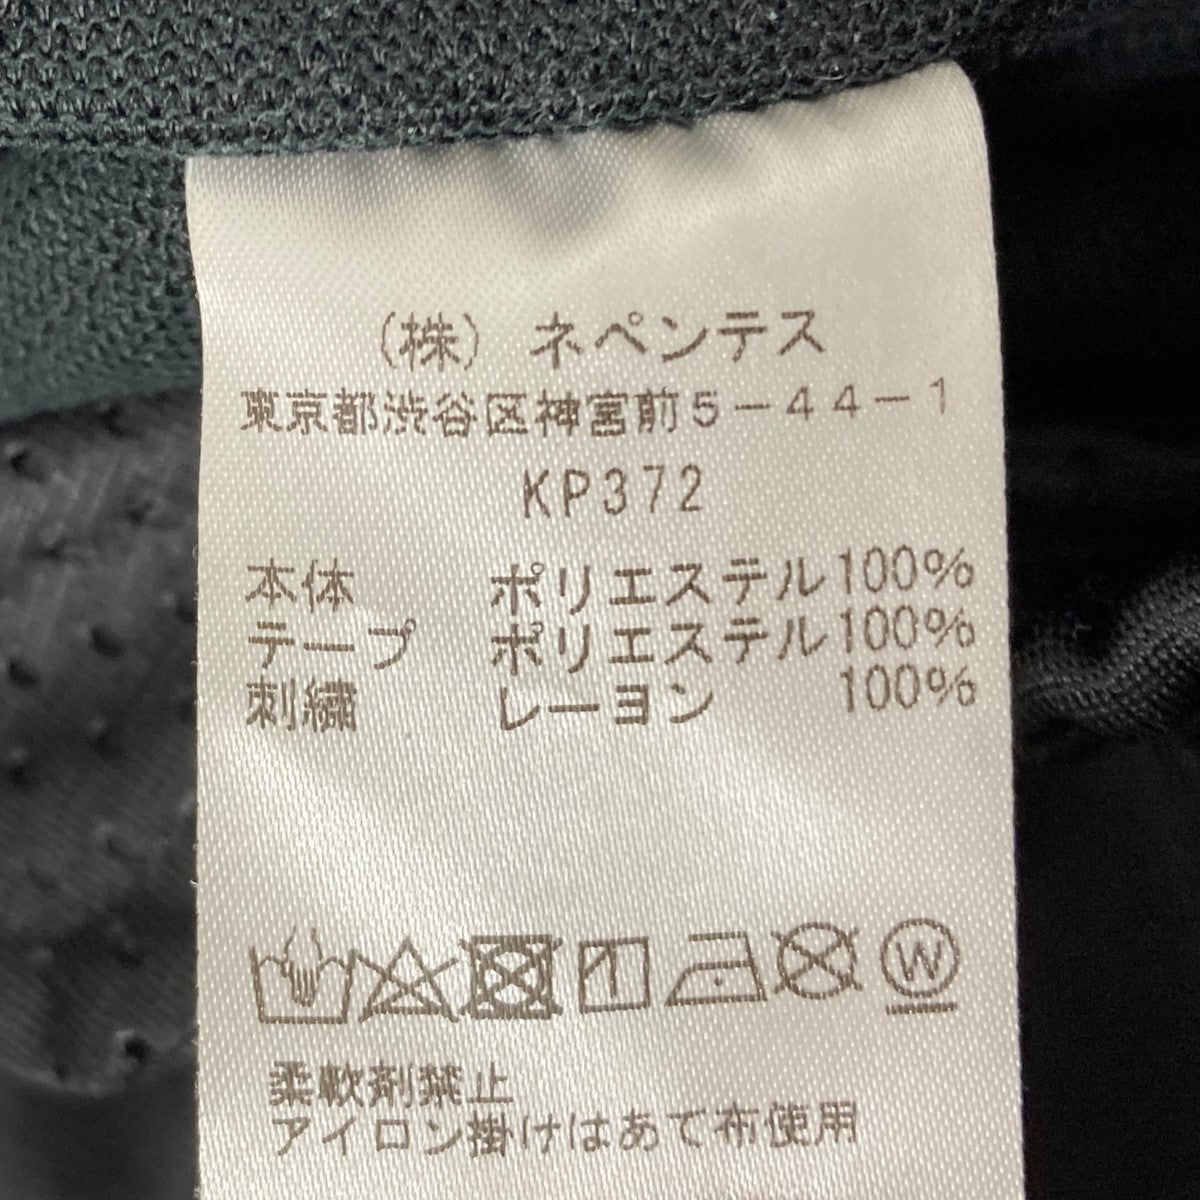 (株) ネペンテス
東京都渋谷区神宮前5-44-1
KP372
本体 ポリエステル100%
テープ ポリエステル100%
刺繍 レーヨン 100%
W
柔軟剤禁止
アイロン掛けはあて布使用